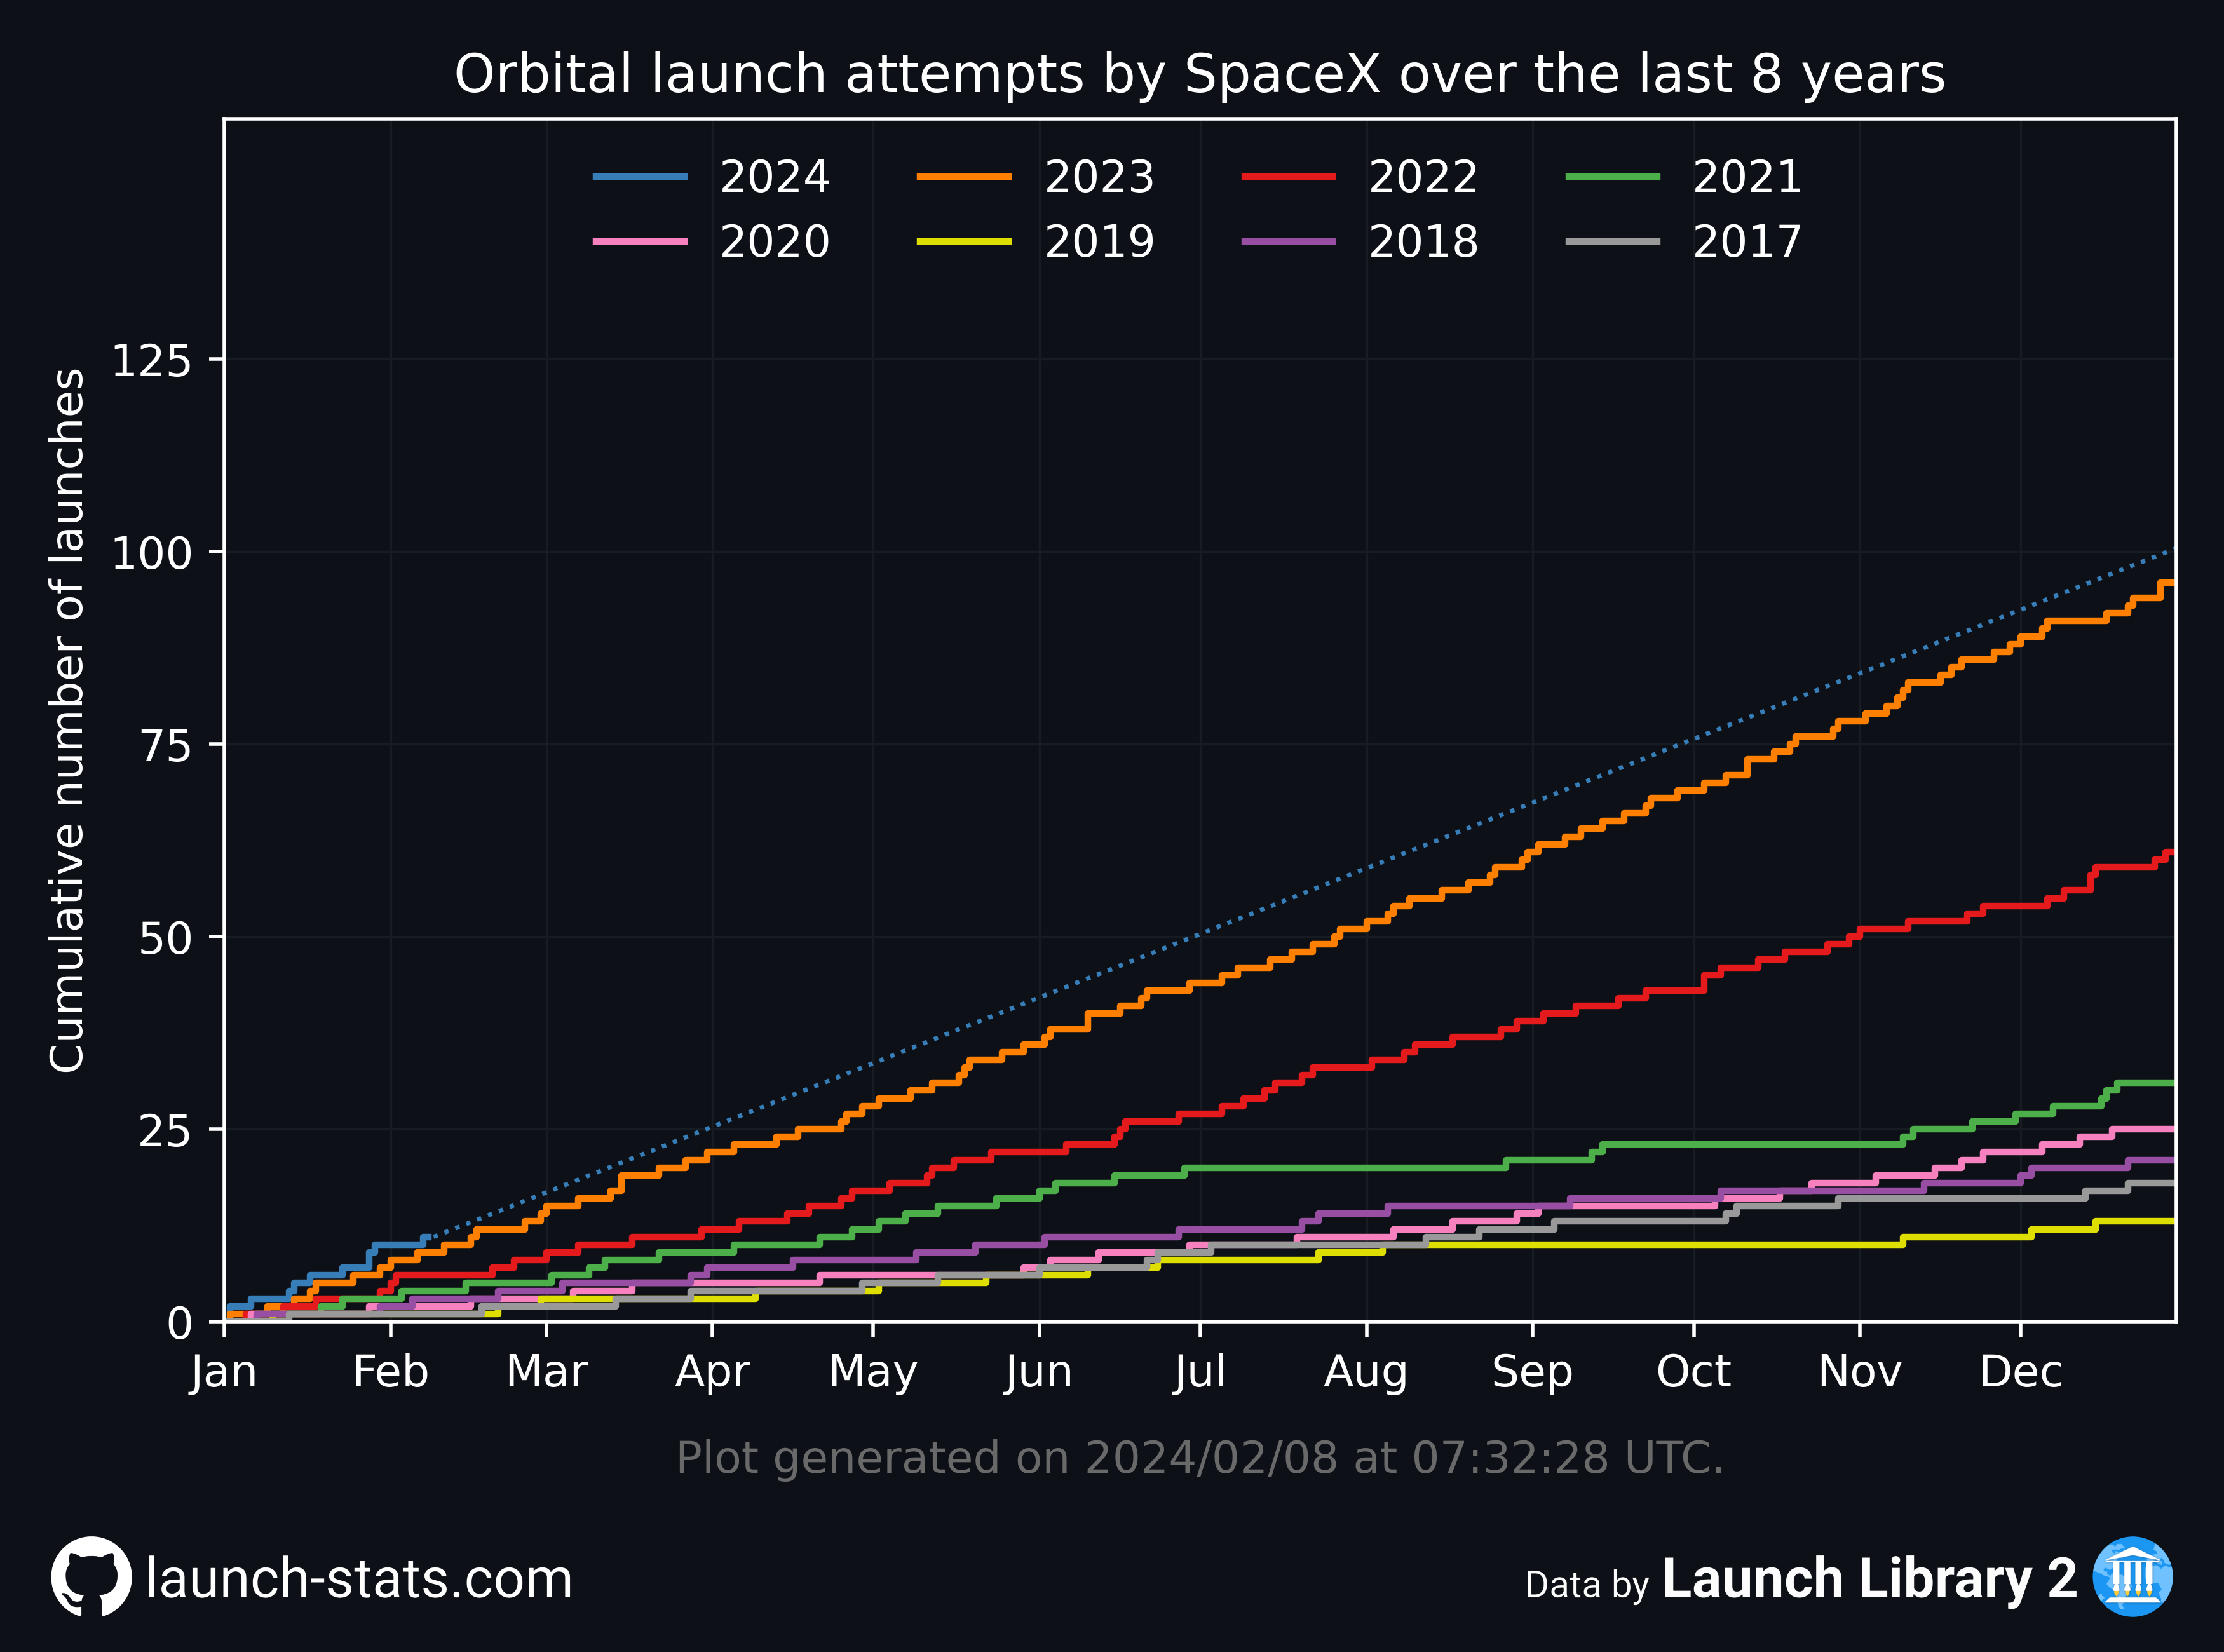 Orbital launch attempts by SpaceX over the last 8 years
2024 2023 2022 2021
2020 2019 2018 2017
Cumulative number of launches
125
100
75
50
25
0
Jan Feb Mar Apr May Jun Jul Aug Sep Oct Nov Dec
Plot generated on 2024/02/08 at 07:32:28 UTC.
launch-stats.com
Data by Launch Library 2